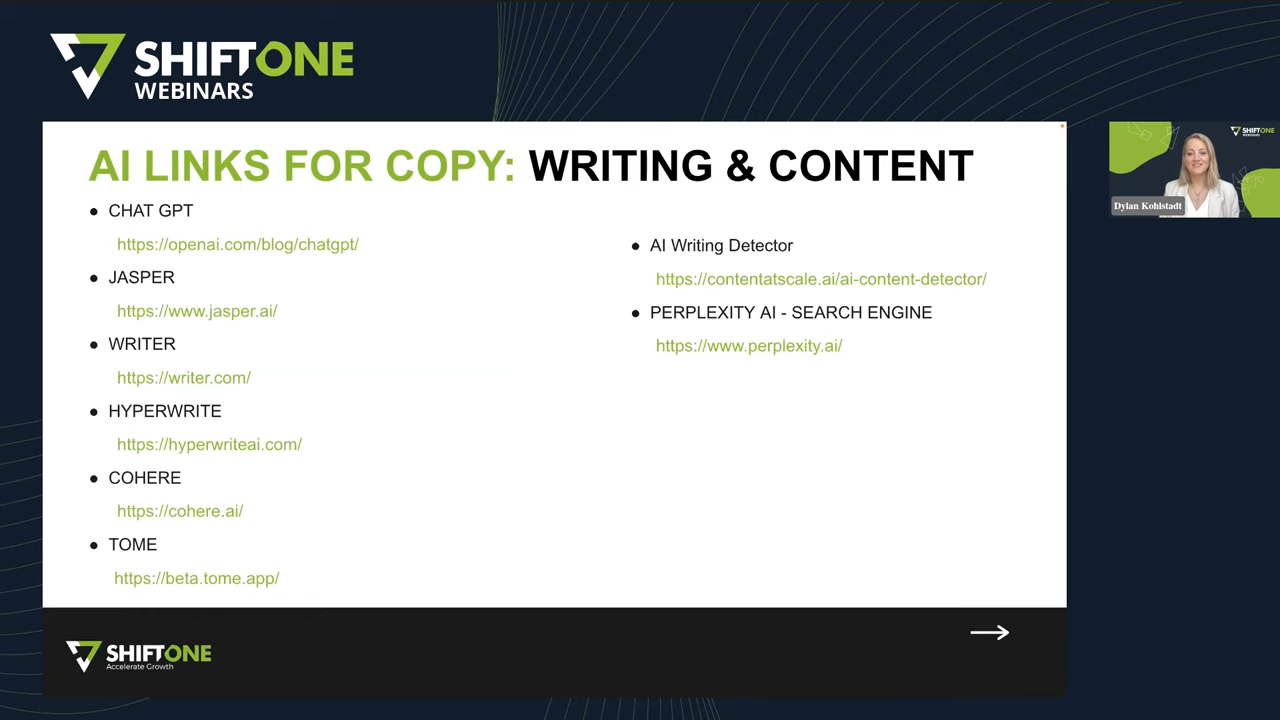 SHIFTONE
WEBINARS
AI LINKS FOR COPY: WRITING & CONTENT
● CHAT GPT
https://openai.com/blog/chatgpt/
● JASPER
https://www.jasper.ai/
● WRITER
https://writer.com/
● HYPERWRITE
https://hyperwriteai.com/
● COHERE
https://cohere.ai/
● TOME
https://beta.tome.app/
● AI Writing Detector
https://contentatscale.ai/ai-content-detector/
● PERPLEXITY AI - SEARCH ENGINE
https://www.perplexity.ai/
SHIFTONE
WEBINARS
Dylan Kohlstadt
SHIFTONE
Accelerate Growth